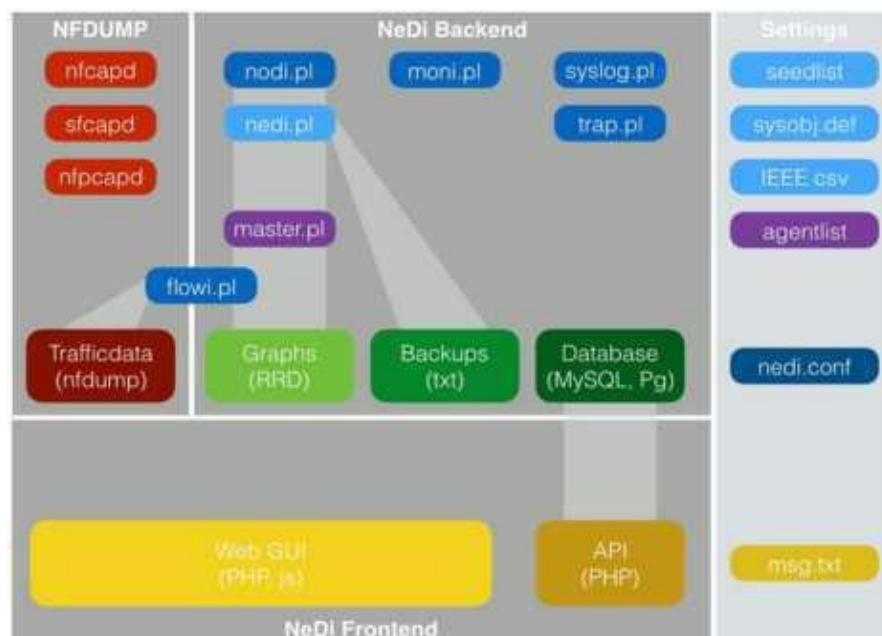 NFDUMP
nfcapd
sfcapd
nfpcapd
Trafficdata
(nfdump)
NeDi Backend
nodi.pl
moni.pl
syslog.pl
nedi.pl
trap.pl
master.pl
flowi.pl
Graphs
(RRD)
Backups
(txt)
Database
(MySQL, Pg)
Web GUI
(PHP, js)
API
(PHP)
NeDi Frontend
Settings
seedlist
sysobj.def
IEEE csv
agentlist
nedi.conf
msg.txt